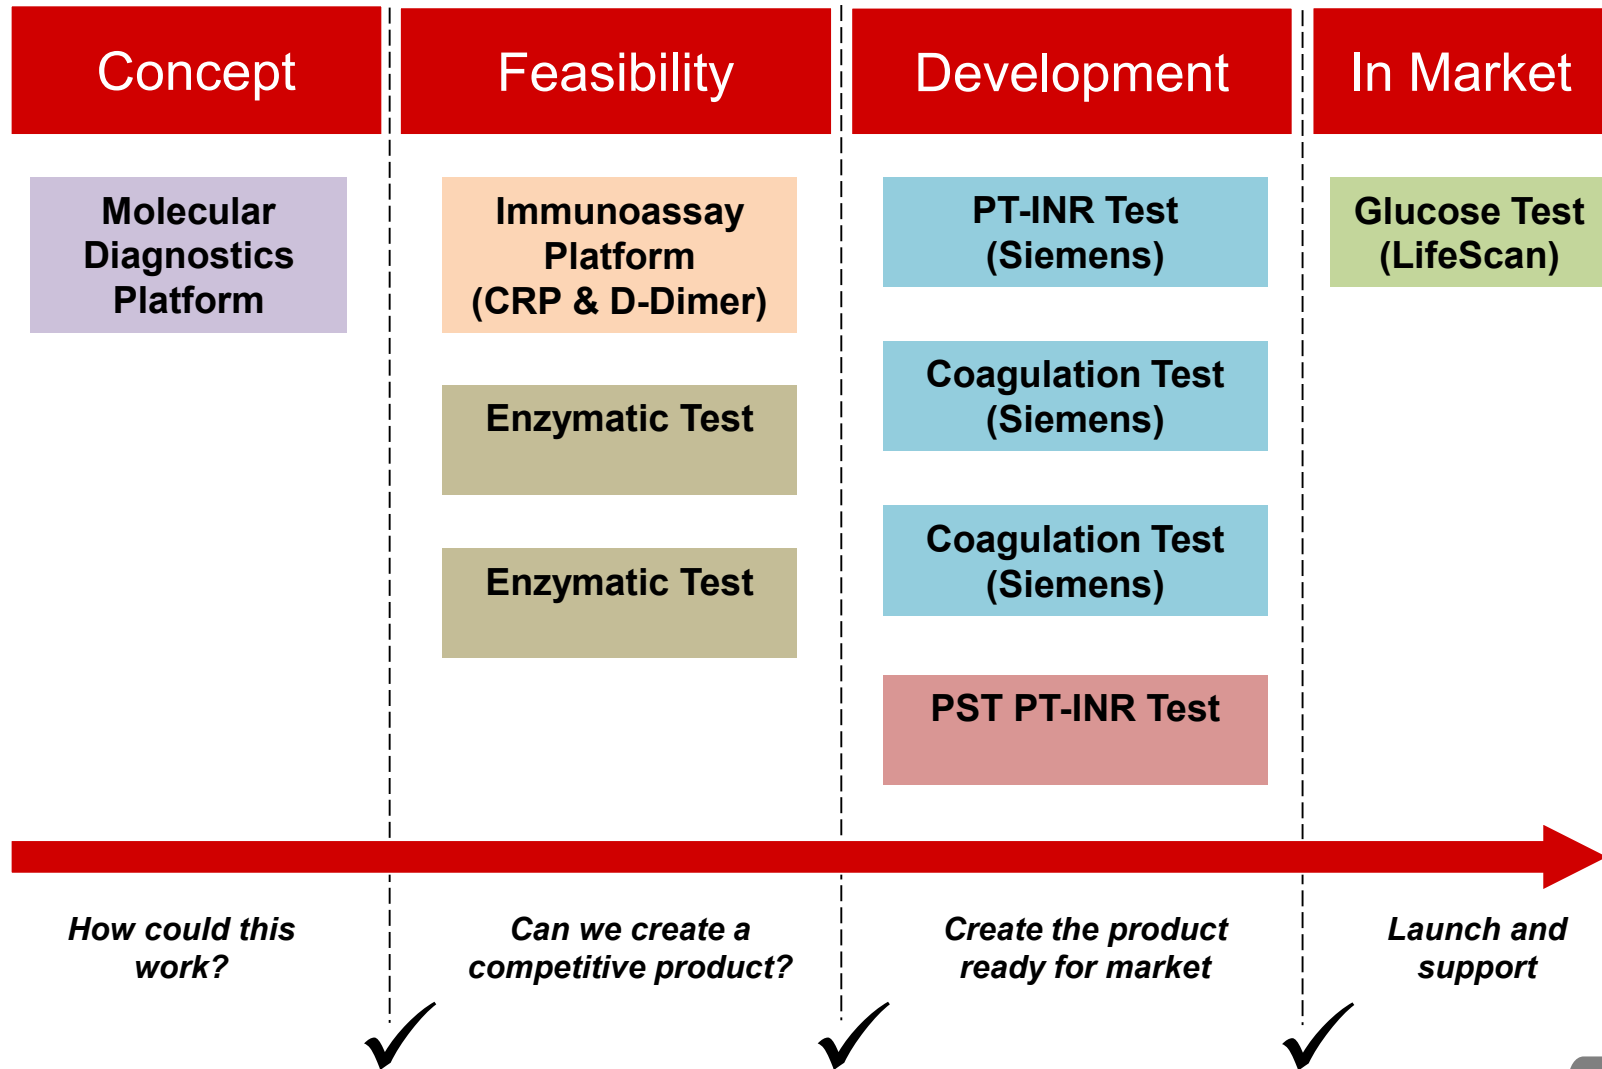 Concept
Feasibility
Development
In Market
Molecular
Diagnostics
Platform
Immunoassay
Platform
(CRP & D-Dimer)
Enzymatic Test
Enzymatic Test
PT-INR Test
(Siemens)
Coagulation Test
(Siemens)
Coagulation Test
(Siemens)
PST PT-INR Test
Glucose Test
(LifeScan)
How could this
work?
Can we create a
competitive product?
Create the product
ready for market
Launch and
support